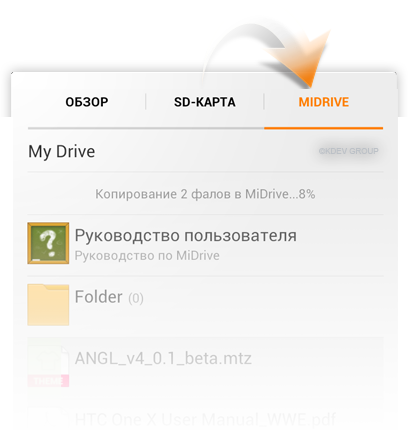 ОБЗОР SD-КАРТА MIDRIVE
My Drive ©KDEV GROUP
Копирование 2 фалов в MiDrive...8%
Руководство пользователя
Руководство по MiDrive
Folder (0)
ANGL_v4_0.1_beta.mtz
HTC One X User Manual_WWE.pdf